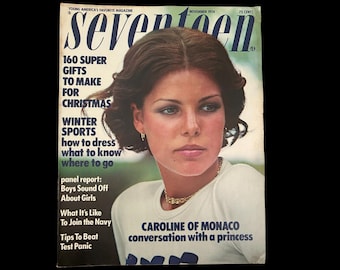 YOUNG AMERICA'S FAVORITE MAGAZINE
NOVEMBER
75 CENTS
seventeen
160 SUPER
GIFTS
TO MAKE
FOR
CHRISTMAS
WINTER
SPORTS
how to dress
what to know
where to go
panel report:
Boys Sound Off
About Girls
What It's Like
To Join the Navy
Tips To Beat
Test Panic
CAROLINE OF MONACO
conversation with a princess